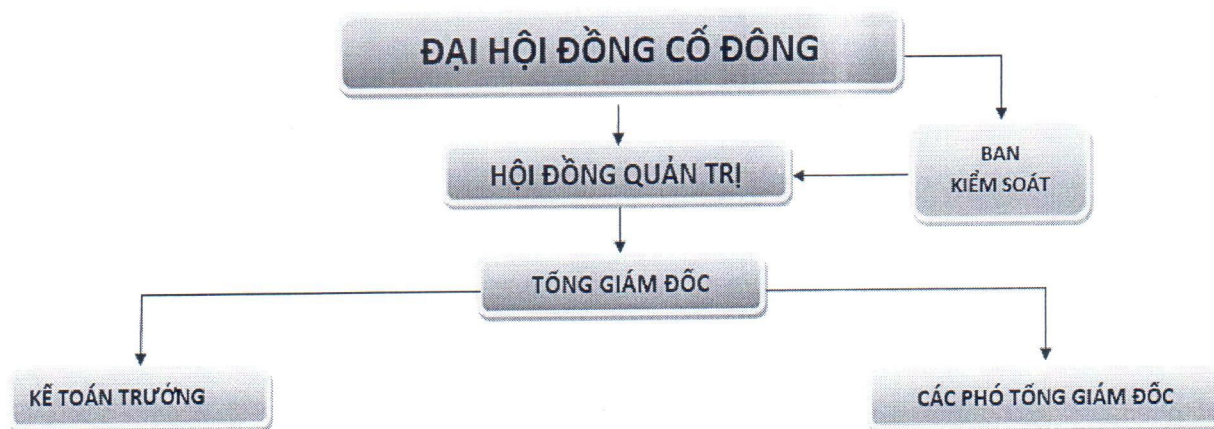 ĐẠI HỘI ĐỒNG CỔ ĐÔNG
HỘI ĐỒNG QUẢN TRỊ
BAN
KIỂM SOÁT
TỔNG GIÁM ĐỐC
KẾ TOÁN TRƯỞNG
CÁC PHÓ TỔNG GIÁM ĐỐC